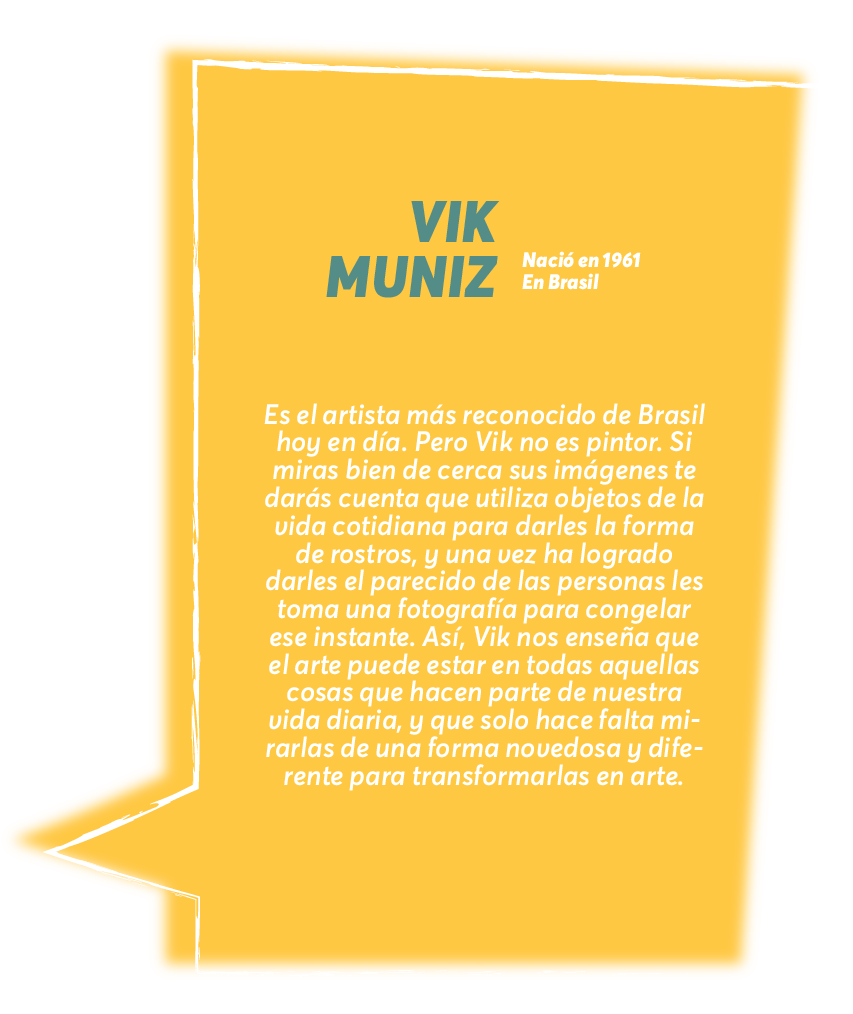 VIK
MUNIZ
Nació en 1961
En Brasil
Es el artista más reconocido de Brasil
hoy en día. Pero Vik no es pintor. Si
miras bien de cerca sus imágenes te
darás cuenta que utiliza objetos de la
vida cotidiana para darles la forma
de rostros, y una vez ha logrado
darles el parecido de las personas les
toma una fotografía para congelar
ese instante. Así, Vik nos enseña que
el arte puede estar en todas aquellas
cosas que hacen parte de nuestra
vida diaria, y que solo hace falta mi-
rarlas de una forma novedosa y dife-
rente para transformarlas en arte.